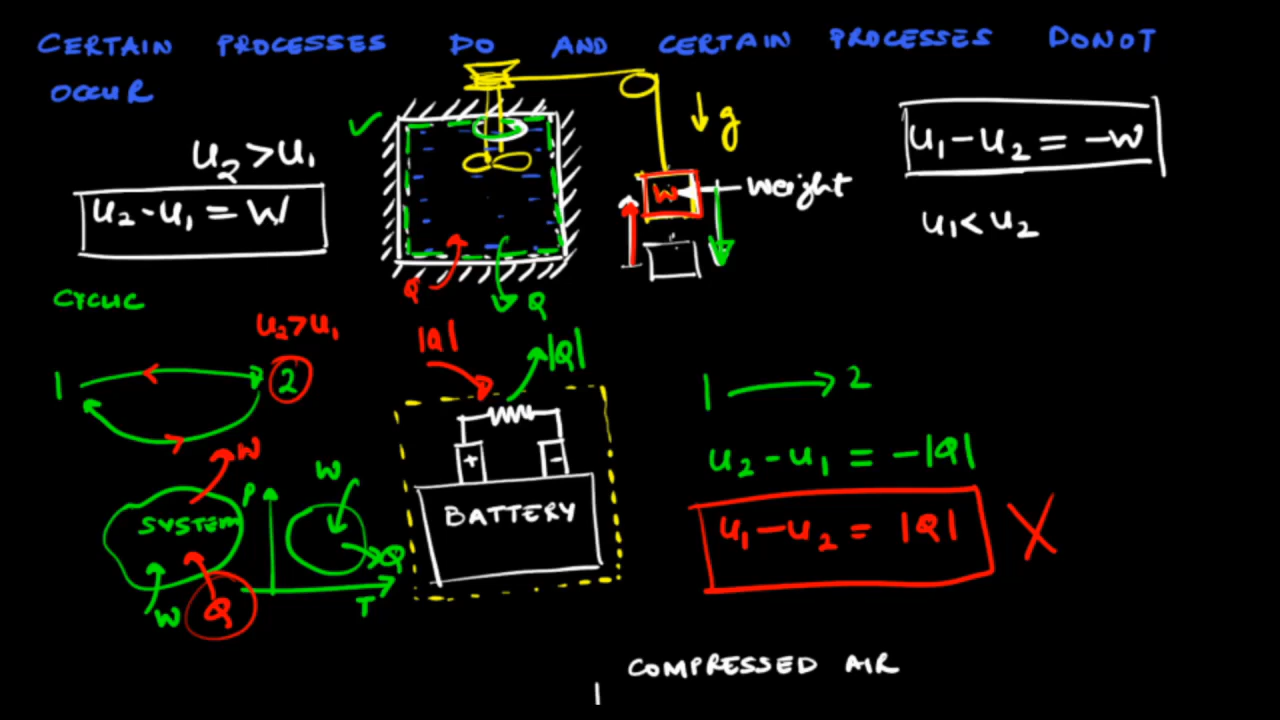 CERTAIN PROCESSES DO AND CERTAIN PROCESSES DONOT
OCCUR
U₂ > U₁
U₂ - U₁ = W
g
W
Weight
U₁ - U₂ = -W
U₁ < U₂
Q
Q
CYCLIC
U₂ > U₁
1
2
|Q|
|Q|
W
SYSTEM
W
Q
P
T
W
Q
+
-
BATTERY
1 → 2
U₂ - U₁ = -|Q|
U₁ - U₂ = |Q| X
COMPRESSED AIR